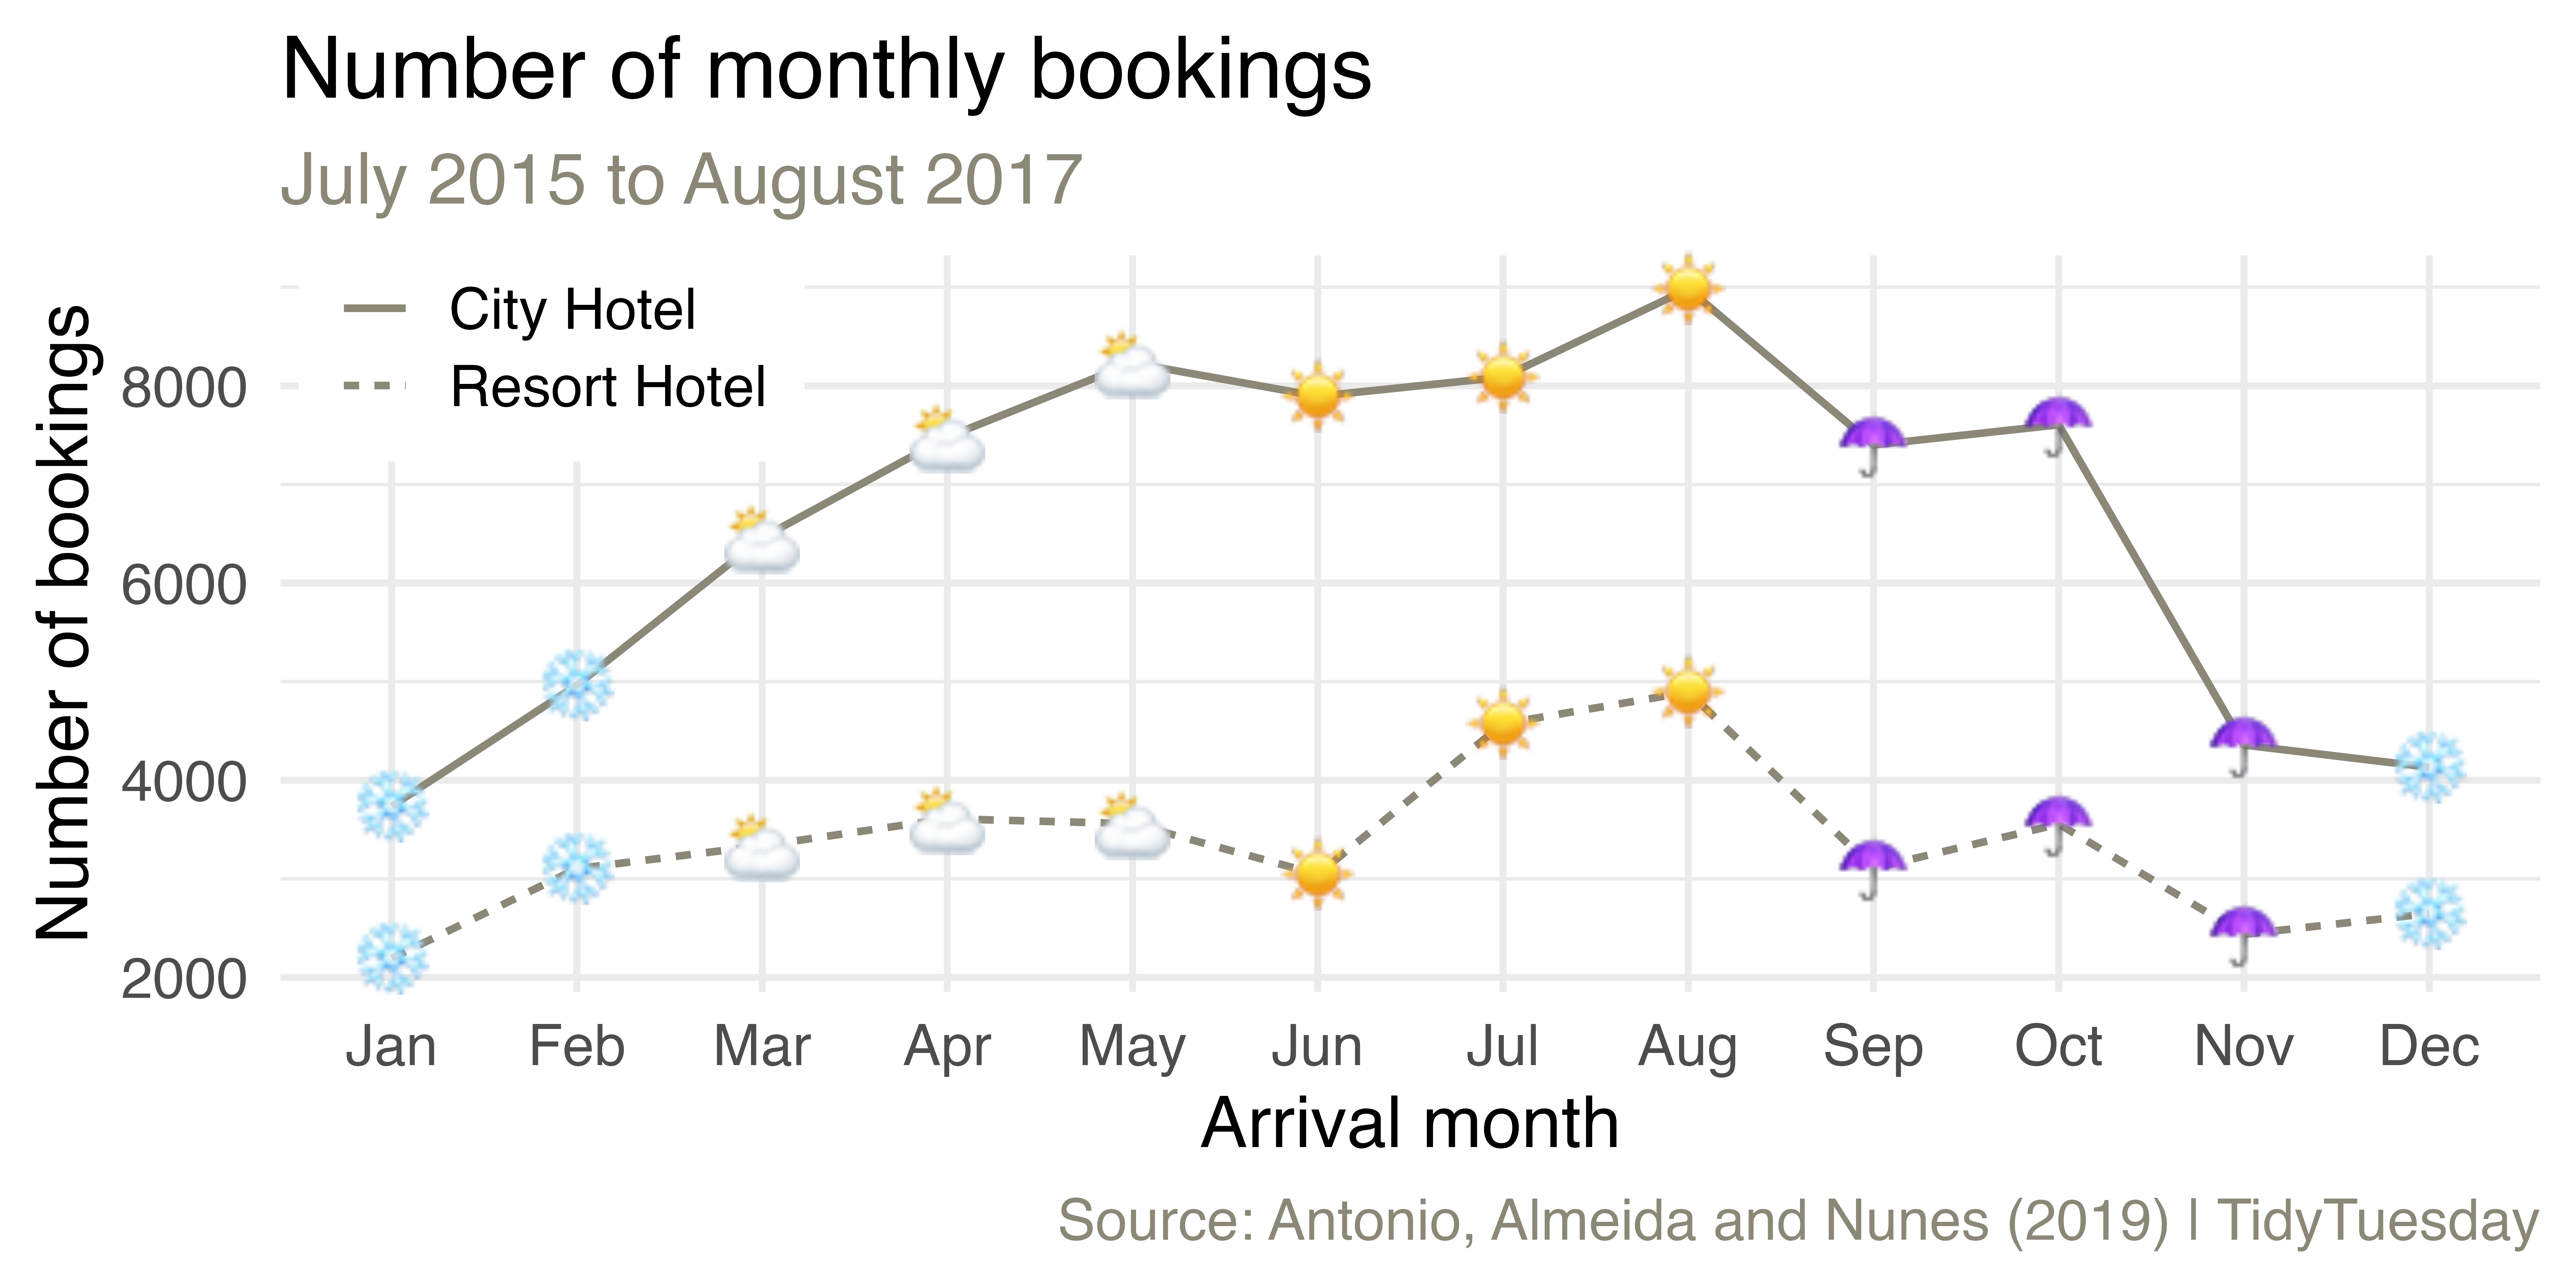 Number of monthly bookings
July 2015 to August 2017
City Hotel
Resort Hotel
Number of bookings
8000
6000
4000
2000
Jan Feb Mar Apr May Jun Jul Aug Sep Oct Nov Dec
Arrival month
Source: Antonio, Almeida and Nunes (2019) | TidyTuesday